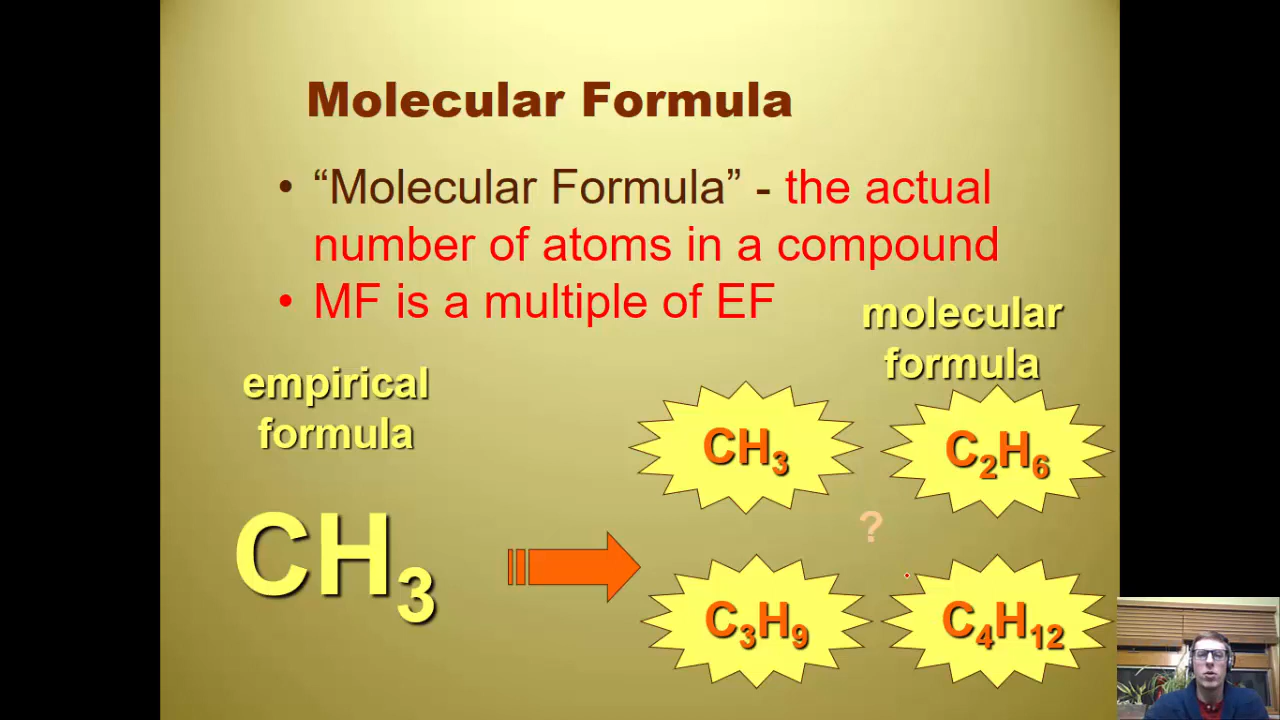 Molecular Formula
• “Molecular Formula” - the actual
number of atoms in a compound
• MF is a multiple of EF
molecular
formula
empirical
formula
CH₃
C₂H₆
?
CH₃
C₃H₉
C₄H₁₂